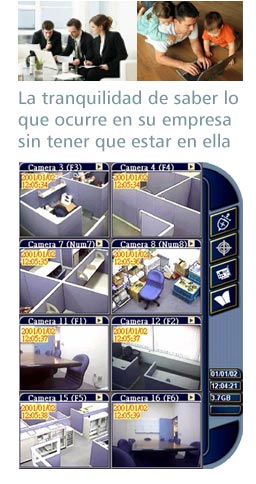 La tranquilidad de saber lo
que ocurre en su empresa
sin tener que estar en ella
Camera 3 (F3)
2001/01/02
12:05:34
Camera 4 (F4)
2001/01/02
12:05:34
Camera 7 (Num7)
2001/01/02
12:05:35
Camera 8 (Num8)
2001/01/02
12:05:36
Camera 11 (F1)
2001/01/02
12:05:37
Camera 12 (F2)
2001/01/02
12:05:37
Camera 15 (F5)
2001/01/02
12:05:38
Camera 16 (F6)
2001/01/02
12:05:39
01/01/02
12:04:21
3.7GB